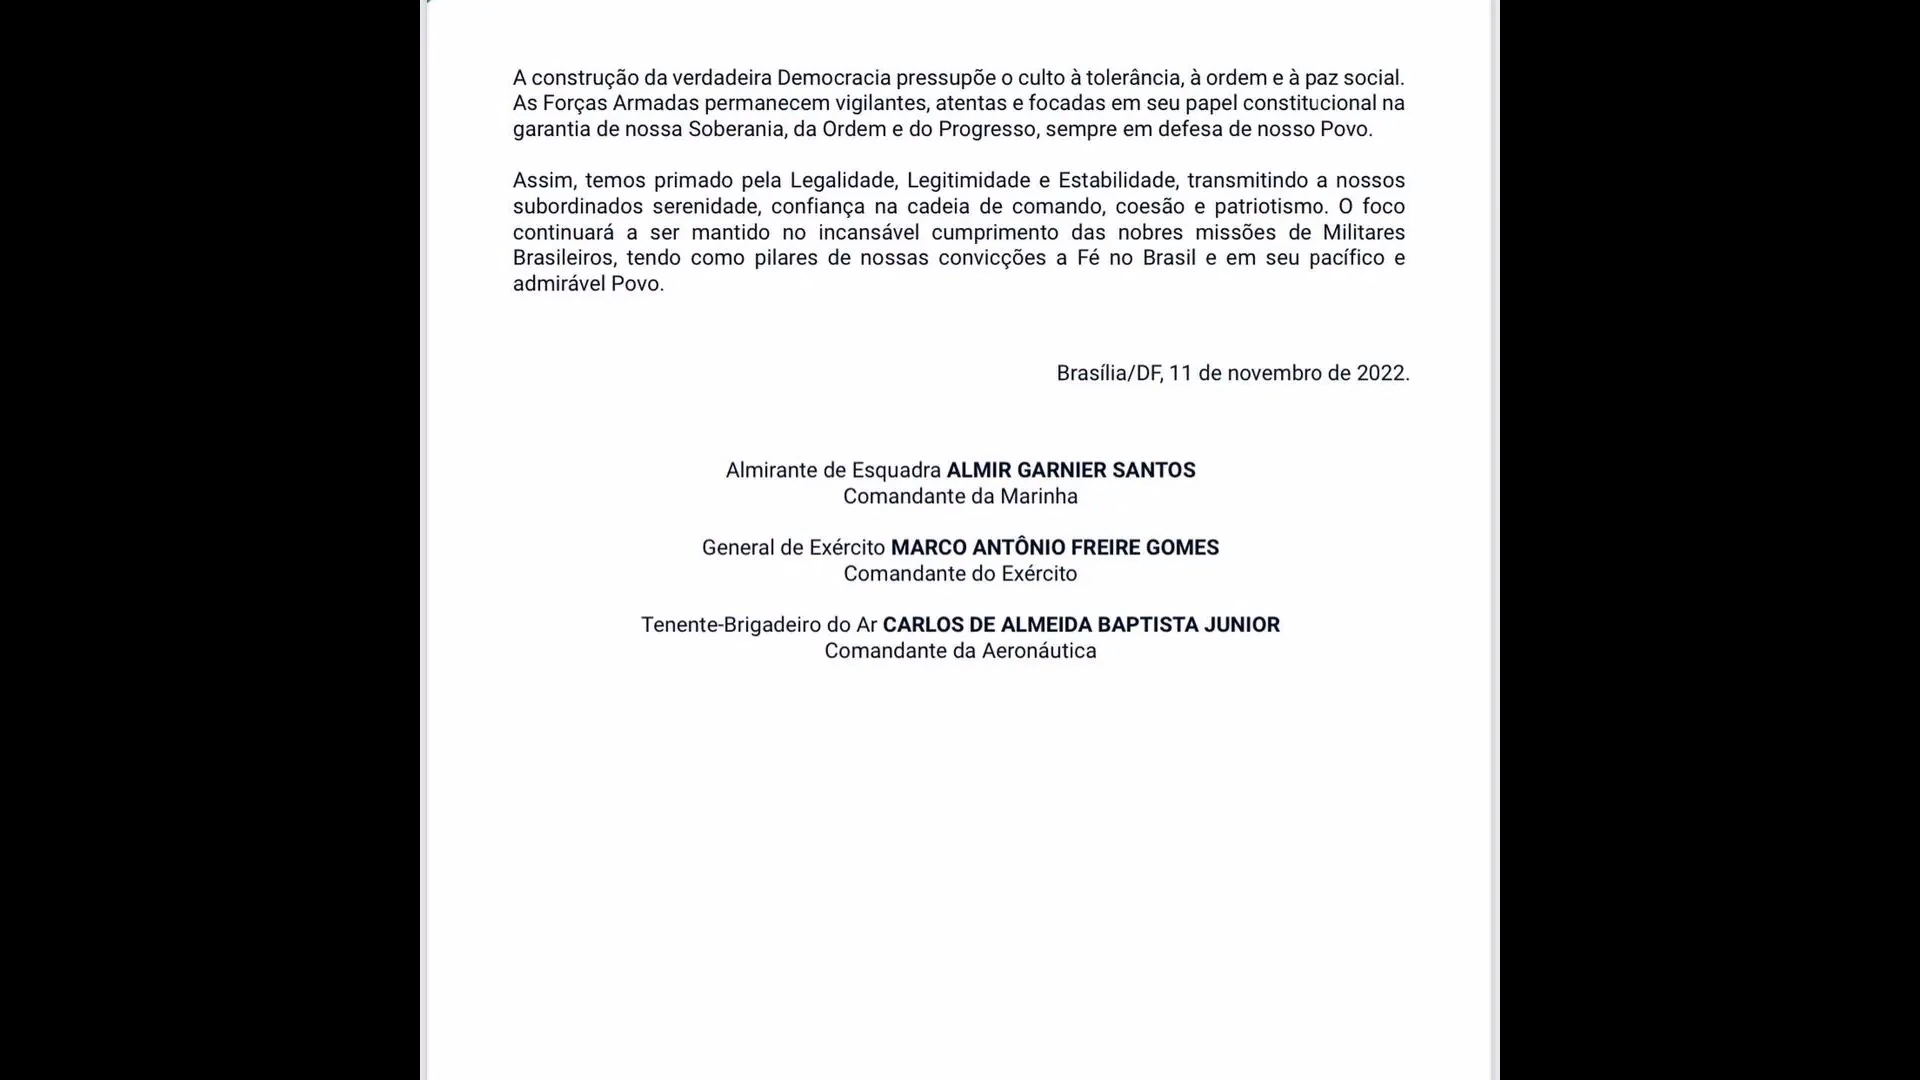 A construção da verdadeira Democracia pressupõe o culto à tolerância, à ordem e à paz social.
As Forças Armadas permanecem vigilantes, atentas e focadas em seu papel constitucional na
garantia de nossa Soberania, da Ordem e do Progresso, sempre em defesa de nosso Povo.
Assim, temos primado pela Legalidade, Legitimidade e Estabilidade, transmitindo a nossos
subordinados serenidade, confiança na cadeia de comando, coesão e patriotismo. O foco
continuará a ser mantido no incansável cumprimento das nobres missões de Militares
Brasileiros, tendo como pilares de nossas convicções a Fé no Brasil e em seu pacífico e
admirável Povo.
Brasília/DF, 11 de novembro de 2022.
Almirante de Esquadra ALMIR GARNIER SANTOS
Comandante da Marinha
General de Exército MARCO ANTÔNIO FREIRE GOMES
Comandante do Exército
Tenente-Brigadeiro do Ar CARLOS DE ALMEIDA BAPTISTA JUNIOR
Comandante da Aeronáutica